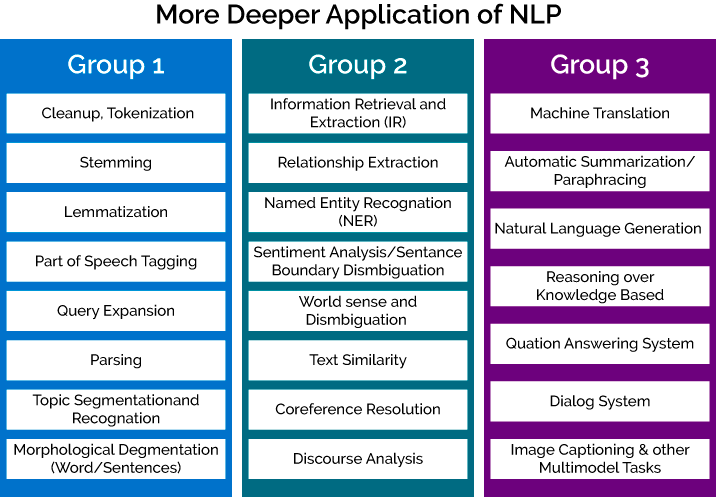 More Deeper Application of NLP
Group 1
Cleanup, Tokenization
Stemming
Lemmatization
Part of Speech Tagging
Query Expansion
Parsing
Topic Segmentationand
Recognation
Morphological Degmentation
(Word/Sentences)
Group 2
Information Retrieval and
Extraction (IR)
Relationship Extraction
Named Entity Recognation
(NER)
Sentiment Analysis/Sentance
Boundary Dismbiguation
World sense and
Dismbiguation
Text Similarity
Coreference Resolution
Discourse Analysis
Group 3
Machine Translation
Automatic Summarization/
Paraphracing
Natural Language Generation
Reasoning over
Knowledge Based
Quation Answering System
Dialog System
Image Captioning & other
Multimodel Tasks